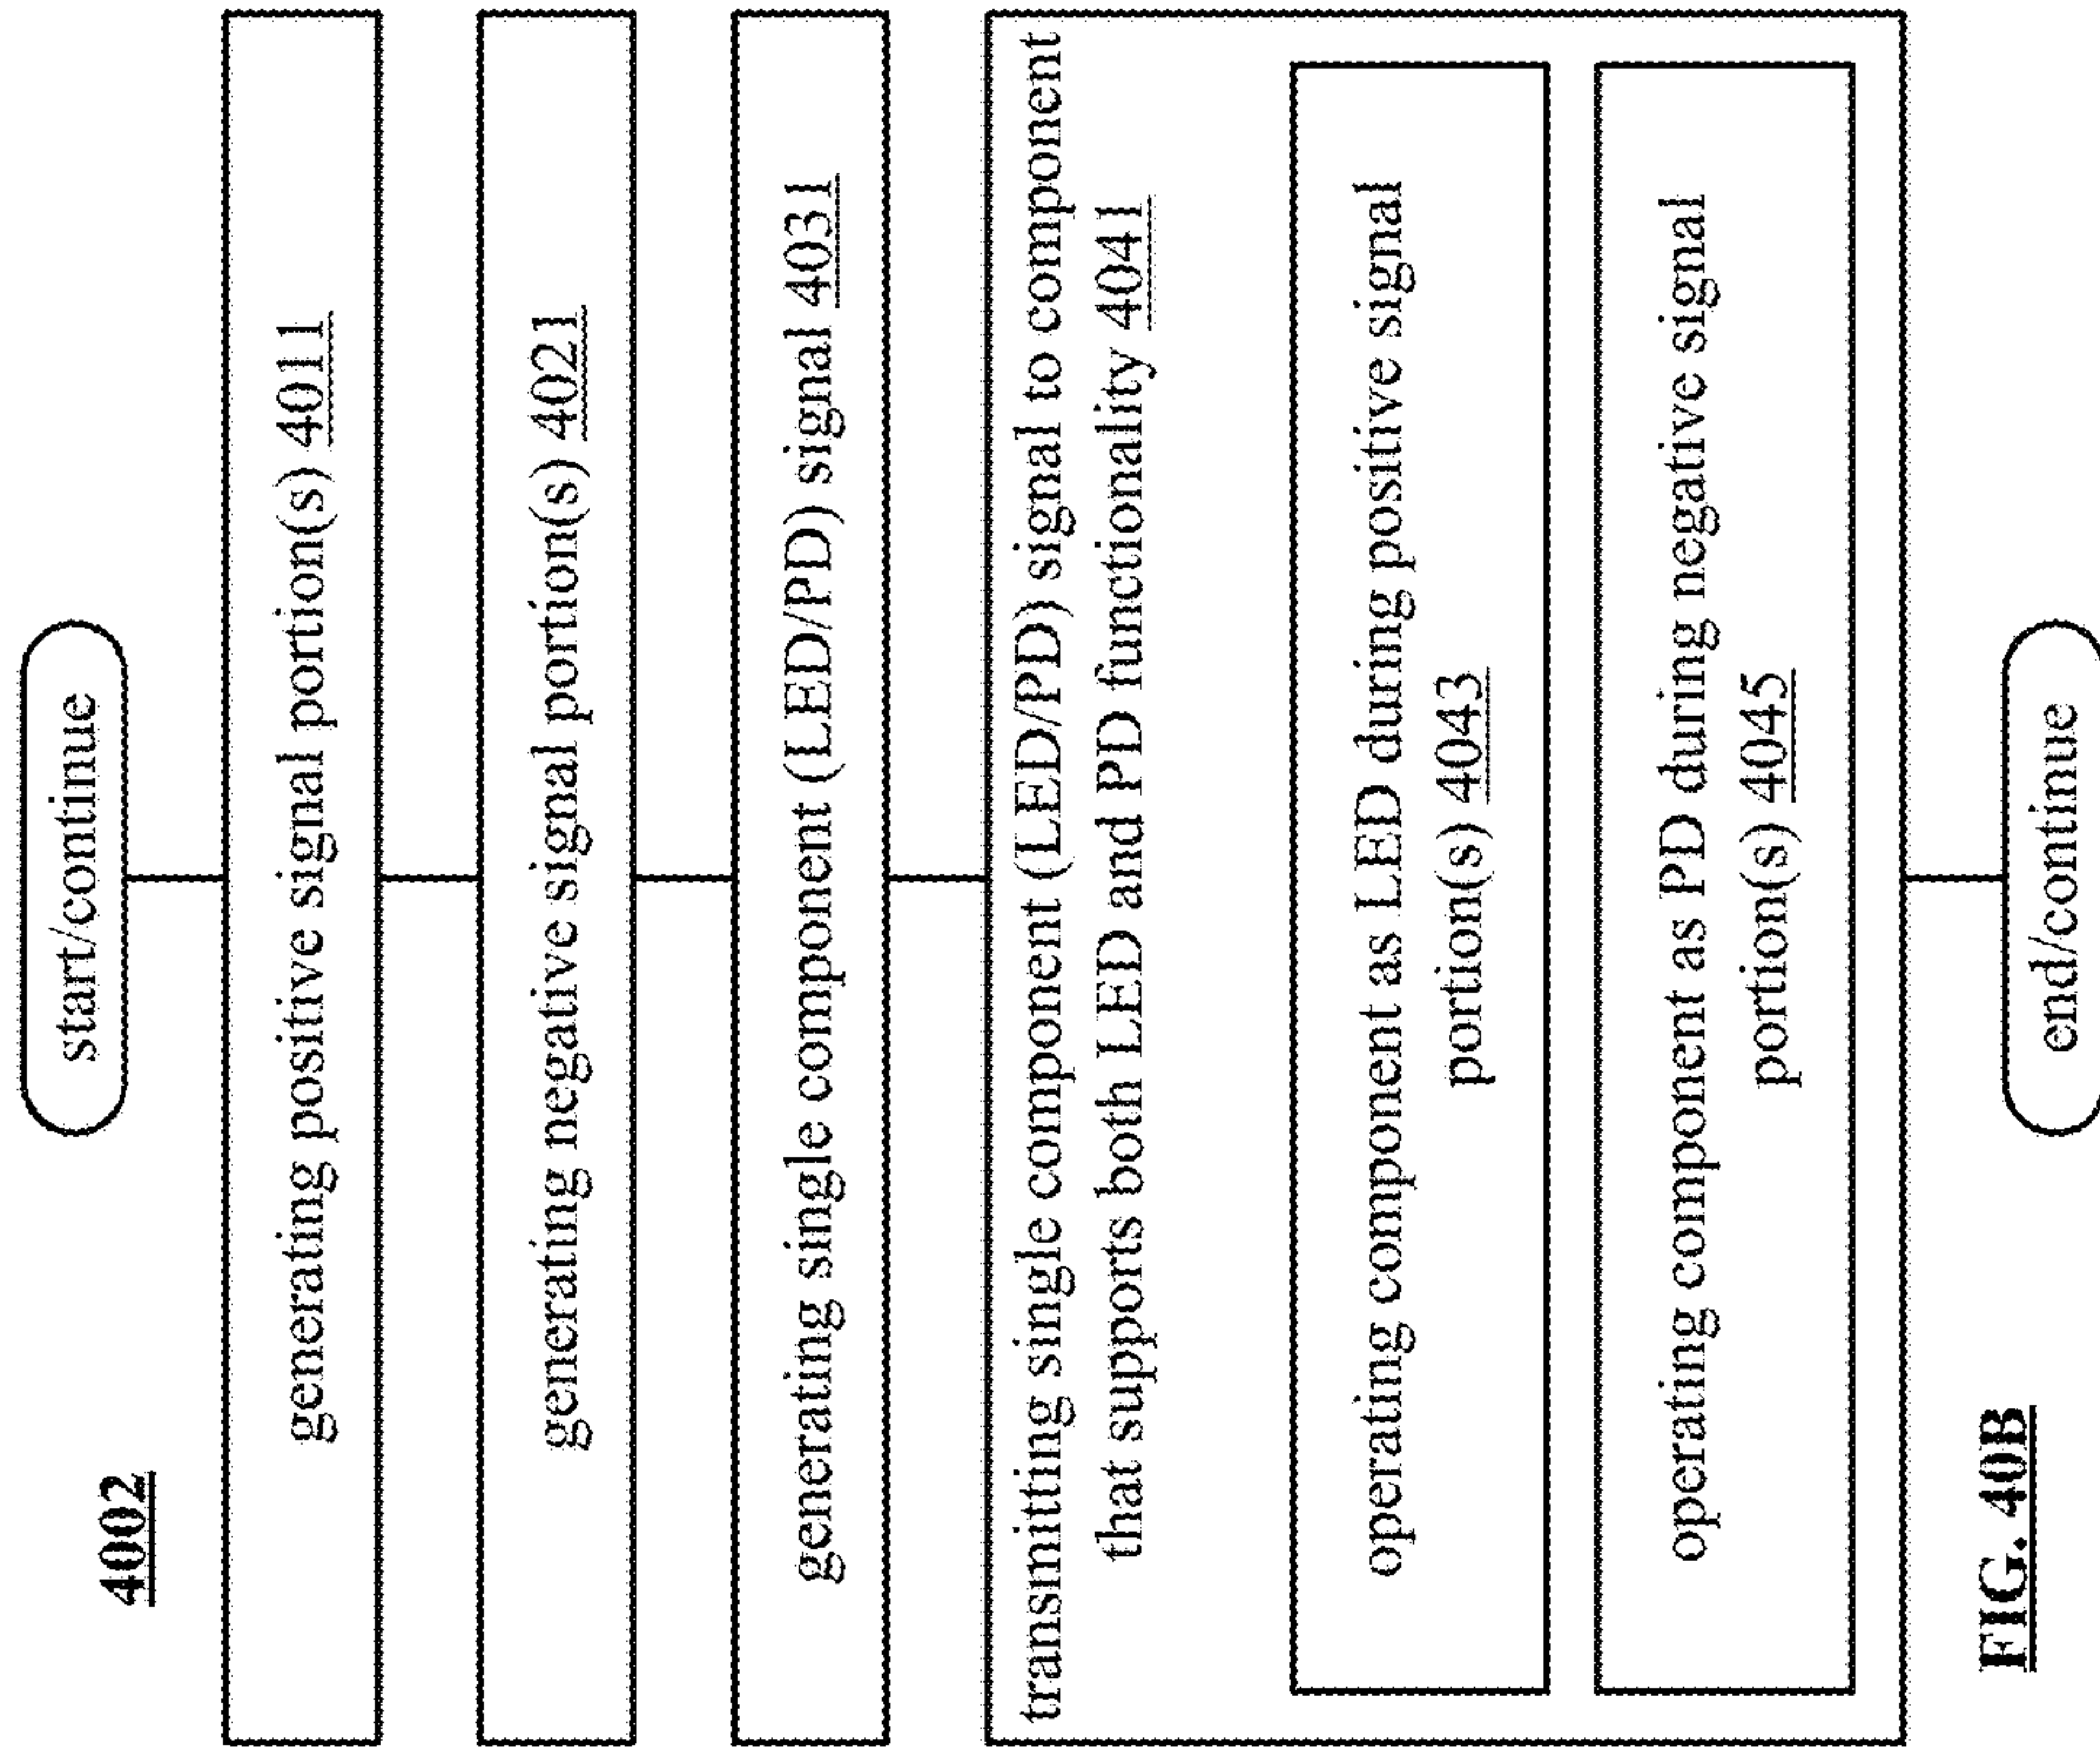 4002
start/continue
generating positive signal portion(s) 4011
generating negative signal portion(s) 4021
generating single component (LED/PD) signal 4031
transmitting single component (LED/PD) signal to component
that supports both LED and PD functionality 4041
operating component as LED during positive signal
portion(s) 4043
operating component as PD during negative signal
portion(s) 4045
end/continue
FIG. 40B